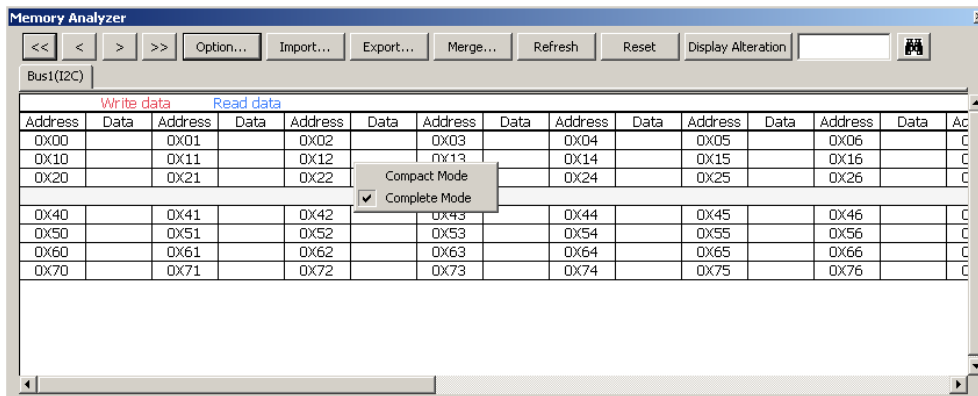 Memory Analyzer
<< < > >> Option... Import... Export... Merge... Refresh Reset Display Alteration
Bus1(I2C)
Write data Read data
Address Data Address Data Address Data Address Data Address Data Address Data Address Data Ad
0X00 0X01 0X02 0X03 0X04 0X05 0X06
0X10 0X11 0X12 0X13 0X14 0X15 0X16
Compact Mode
0X20 0X21 0X22 0X24 0X25 0X26
Complete Mode
0X40 0X41 0X42 0X43 0X44 0X45 0X46
0X50 0X51 0X52 0X53 0X54 0X55 0X56
0X60 0X61 0X62 0X63 0X64 0X65 0X66
0X70 0X71 0X72 0X73 0X74 0X75 0X76